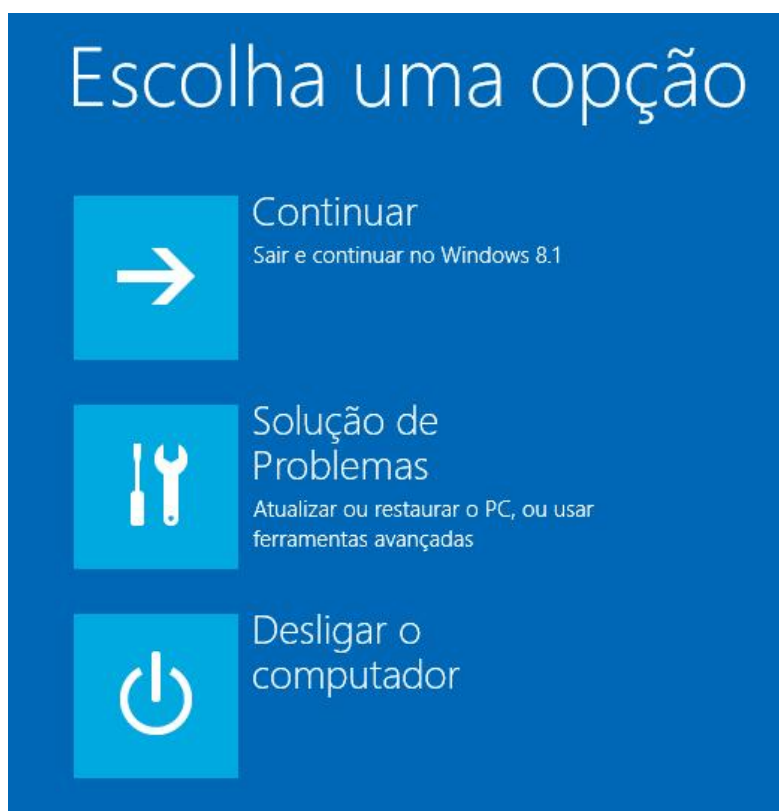 Escolha uma opção
Continuar
Sair e continuar no Windows 8.1
Solução de
Problemas
Atualizar ou restaurar o PC, ou usar
ferramentas avançadas
Desligar o
computador